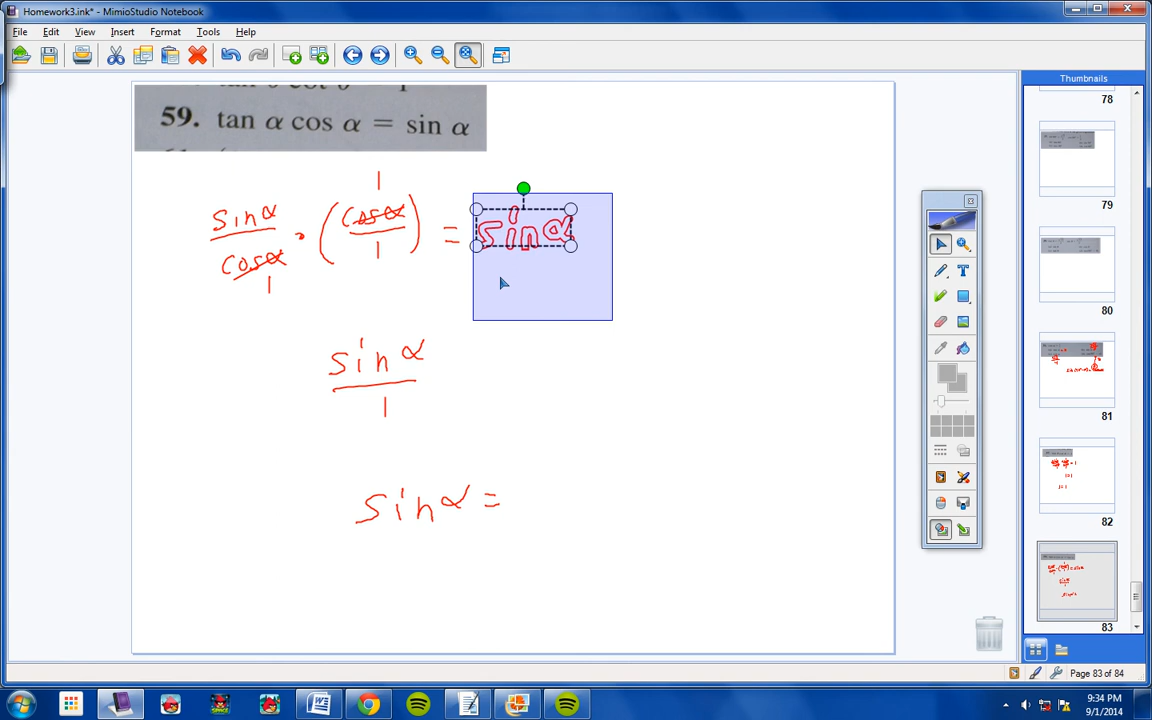 Homework3.ink* - MimioStudio Notebook
File Edit View Insert Format Tools Help
Thumbnails
59. tan α cos α = sin α
1
sinα / cosα · (cosα / 1) = sinα
1
sinα
1
sinα =
78
79
80
81
82
83
Page 83 of 84
9:34 PM
9/1/2014